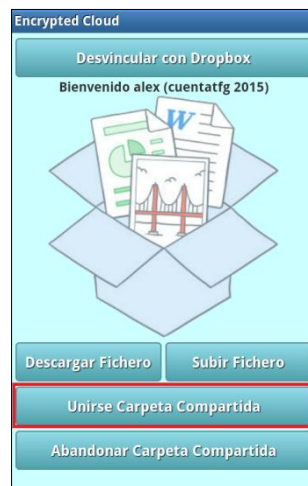 Encrypted Cloud
Desvincular con Dropbox
Bienvenido alex (cuentatfg 2015)
W
Descargar Fichero
Subir Fichero
Unirse Carpeta Compartida
Abandonar Carpeta Compartida